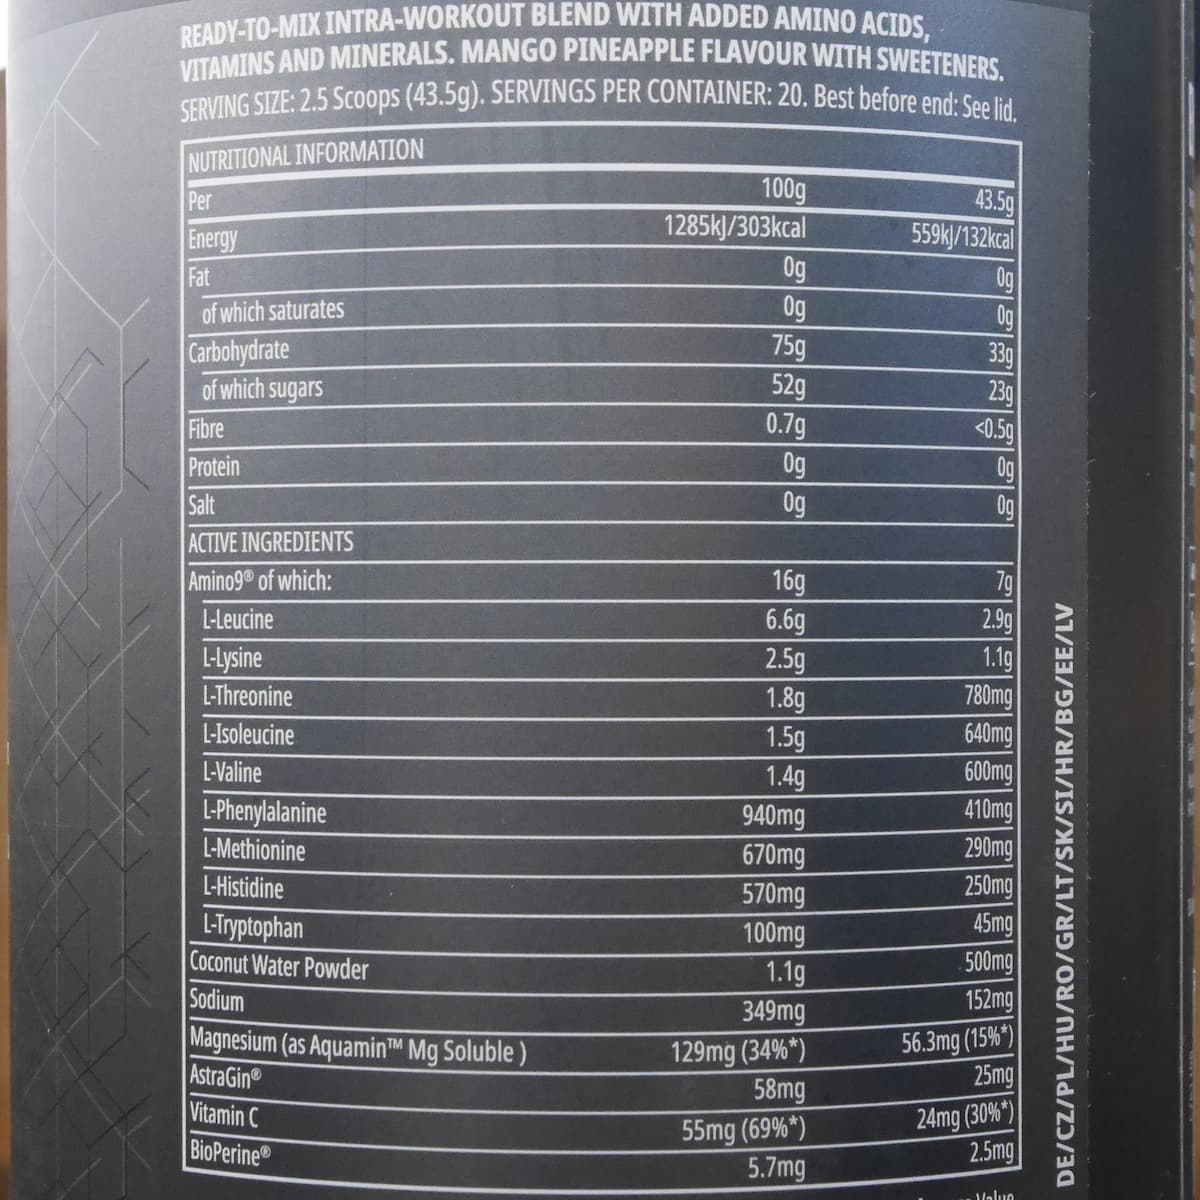 READY-TO-MIX INTRA-WORKOUT BLEND WITH ADDED AMINO ACIDS,
VITAMINS AND MINERALS. MANGO PINEAPPLE FLAVOUR WITH SWEETENERS.
SERVING SIZE: 2.5 Scoops (43.5g). SERVINGS PER CONTAINER: 20. Best before end: See lid.
NUTRITIONAL INFORMATION
Per 100g 43.5g
Energy 1285kJ/303kcal 559kJ/132kcal
Fat 0g 0g
of which saturates 0g 0g
Carbohydrate 75g 33g
of which sugars 52g 23g
Fibre 0.7g <0.5g
Protein 0g 0g
Salt 0g 0g
ACTIVE INGREDIENTS
Amino9® of which: 16g 7g
L-Leucine 6.6g 2.9g
L-Lysine 2.5g 1.1g
L-Threonine 1.8g 780mg
L-Isoleucine 1.5g 640mg
L-Valine 1.4g 600mg
L-Phenylalanine 940mg 410mg
L-Methionine 670mg 290mg
L-Histidine 570mg 250mg
L-Tryptophan 100mg 45mg
Coconut Water Powder 1.1g 500mg
Sodium 349mg 152mg
Magnesium (as Aquamin™ Mg Soluble ) 129mg (34%*) 56.3mg (15%*)
AstraGin® 58mg 25mg
Vitamin C 55mg (69%*) 24mg (30%*)
BioPerine® 5.7mg 2.5mg
Value
DE/CZ/PL/HU/RO/GR/LT/SK/SI/HR/BG/EE/LV